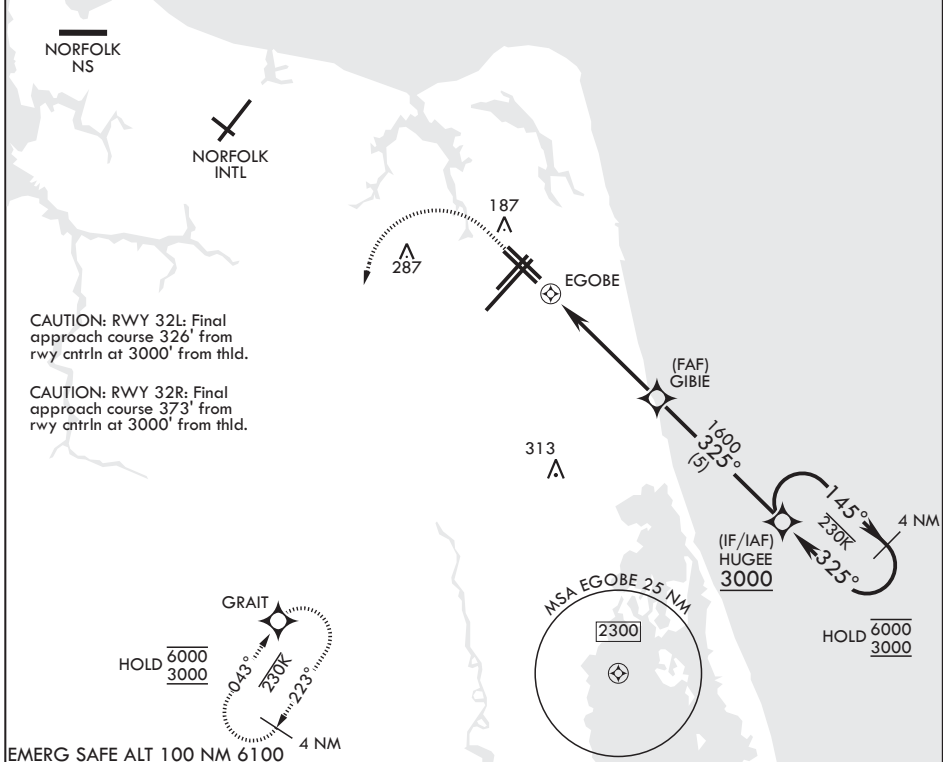 NORFOLK
NS
NORFOLK
INTL
187
287
EGOBE
CAUTION: RWY 32L: Final
approach course 326' from
rwy cntrln at 3000' from thld.
CAUTION: RWY 32R: Final
approach course 373' from
rwy cntrln at 3000' from thld.
(FAF)
GIBIE
313
1600
325°
(5)
145°
230K
325°
4 NM
(IF/IAF)
HUGEE
3000
HOLD 6000
3000
GRAIT
HOLD 6000
3000
043°
230K
223°
4 NM
MSA EGOBE 25 NM
2300
EMERG SAFE ALT 100 NM 6100